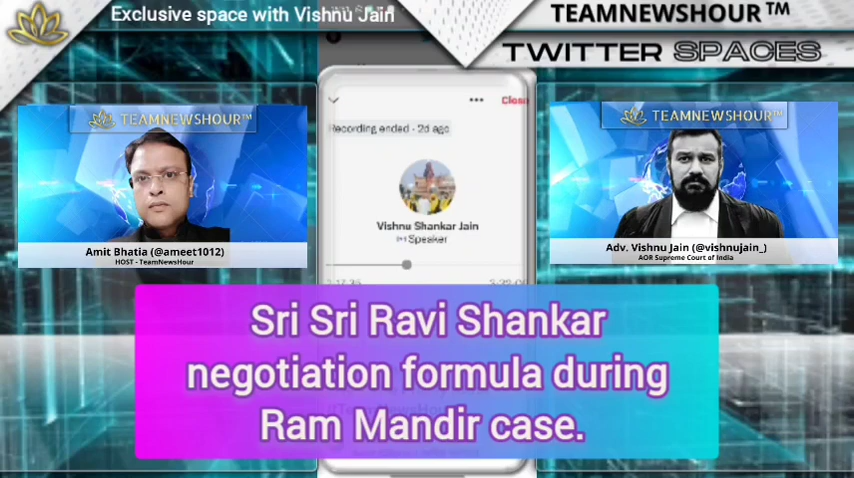 Exclusive space with Vishnu Jain
TEAMNEWSHOUR™
TWITTER SPACES
TEAMNEWSHOUR™
Amit Bhatia (@ameet1012)
HOST - TeamNewsHour
Close
Recording ended · 2d ago
Vishnu Shankar Jain
Speaker
TEAMNEWSHOUR™
Adv. Vishnu Jain (@vishnujain_)
AOR Supreme Court of India
Sri Sri Ravi Shankar
negotiation formula during
Ram Mandir case.